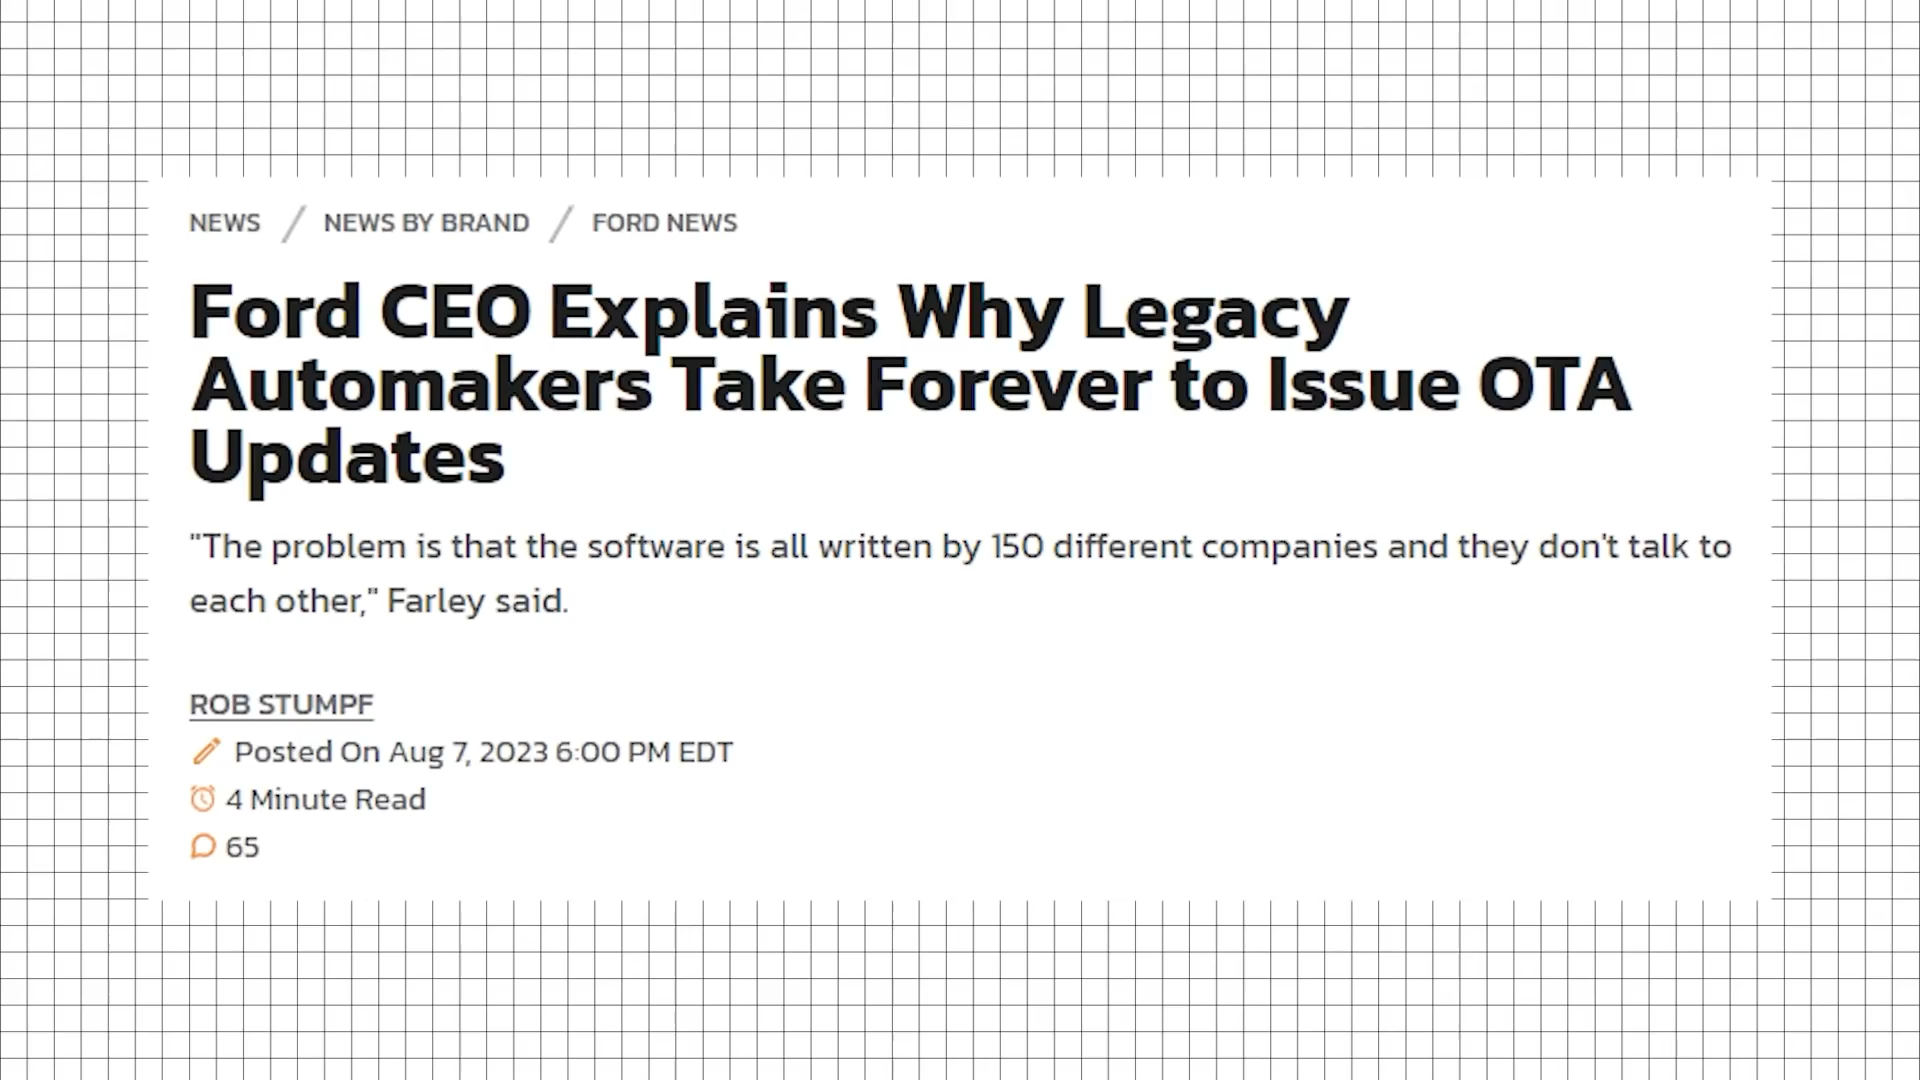 NEWS / NEWS BY BRAND / FORD NEWS
Ford CEO Explains Why Legacy
Automakers Take Forever to Issue OTA
Updates
"The problem is that the software is all written by 150 different companies and they don't talk to
each other," Farley said.
ROB STUMPF
Posted On Aug 7, 2023 6:00 PM EDT
4 Minute Read
65